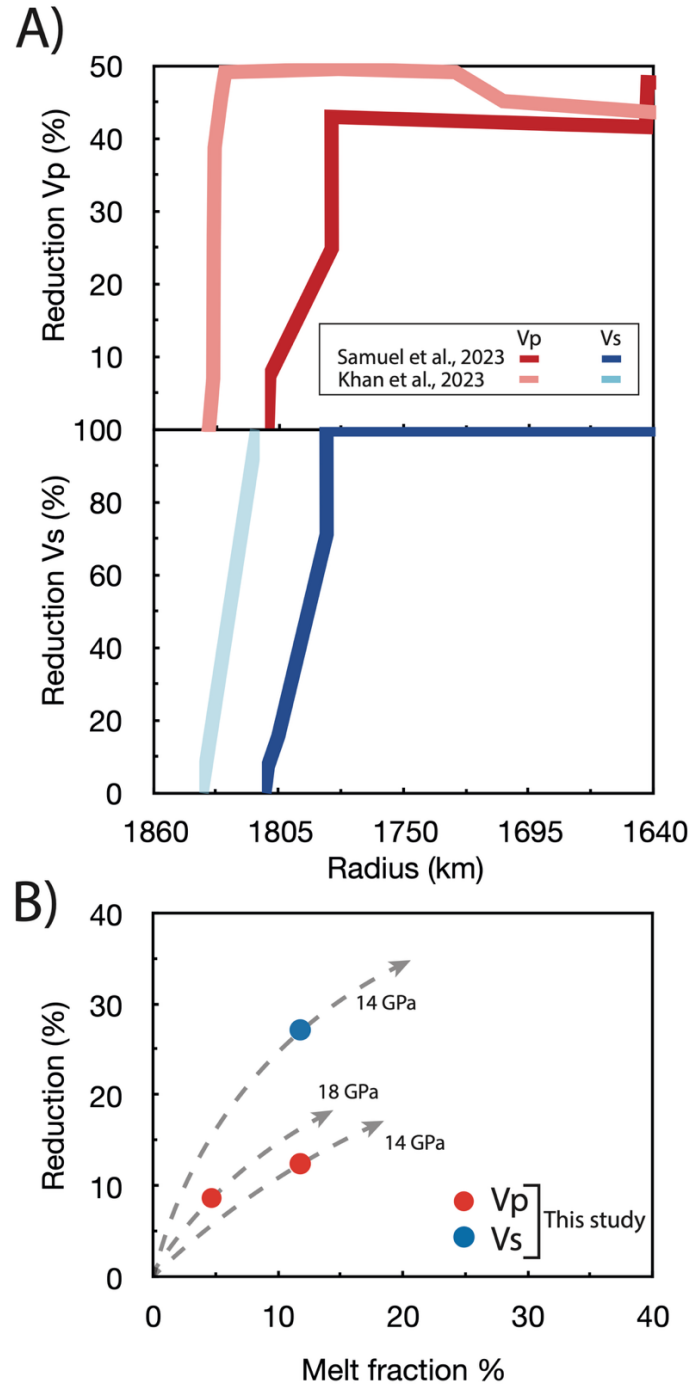 A)
50
40
30
20
10
Reduction Vp (%)
Vp Vs
Samuel et al., 2023
Khan et al., 2023
100
80
60
40
20
0
Reduction Vs (%)
1860 1805 1750 1695 1640
Radius (km)
B)
40
30
20
10
0
Reduction (%)
14 GPa
18 GPa
14 GPa
Vp
Vs
This study
0 10 20 30 40
Melt fraction %